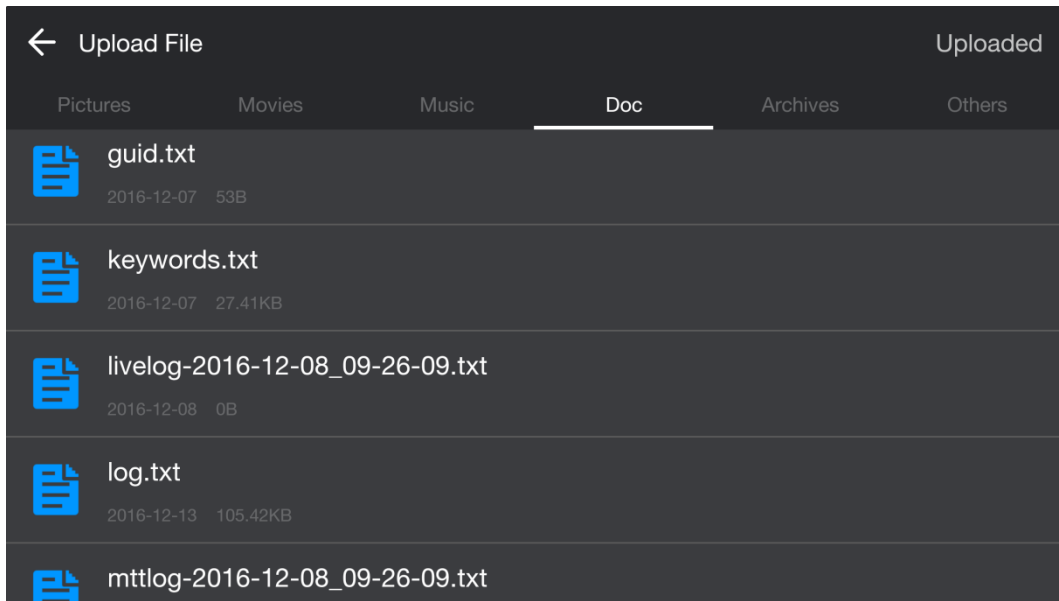 Upload File
Uploaded
Pictures Movies Music Doc Archives Others
guid.txt
2016-12-07 53B
keywords.txt
2016-12-07 27.41KB
livelog-2016-12-08_09-26-09.txt
2016-12-08 0B
log.txt
2016-12-13 105.42KB
mttlog-2016-12-08_09-26-09.txt